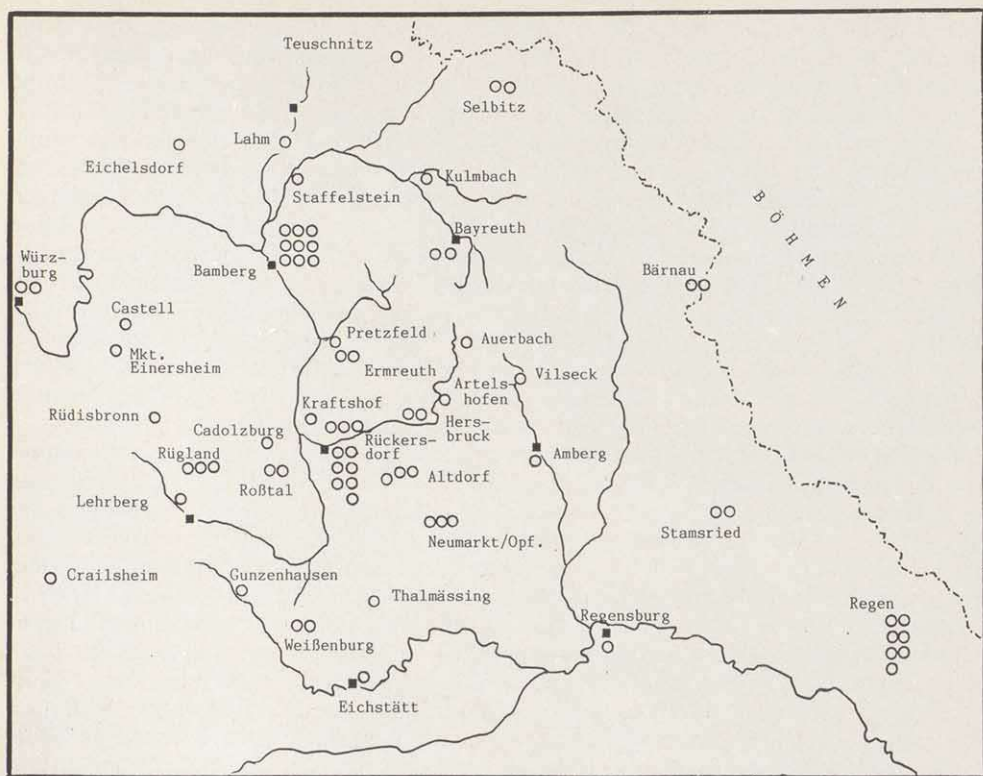 Teuschnitz
Selbitz
Lahm
Eichelsdorf
Staffelstein
Kulmbach
BÖHMEN
Bayreuth
Würz-
burg
Bamberg
Bärnau
Castell
Mkt.
Einersheim
Pretzfeld
Auerbach
Ermreuth
Vilseck
Artels-
hofen
Rüdisbronn
Kraftshof
Hers-
bruck
Cadolzburg
Rückers-
dorf
Amberg
Rügland
Roßtal
Altdorf
Lehrberg
Stamsried
Neumarkt/Opf.
Crailsheim
Gunzenhausen
Thalmässing
Regensburg
Regen
Weißenburg
Eichstätt